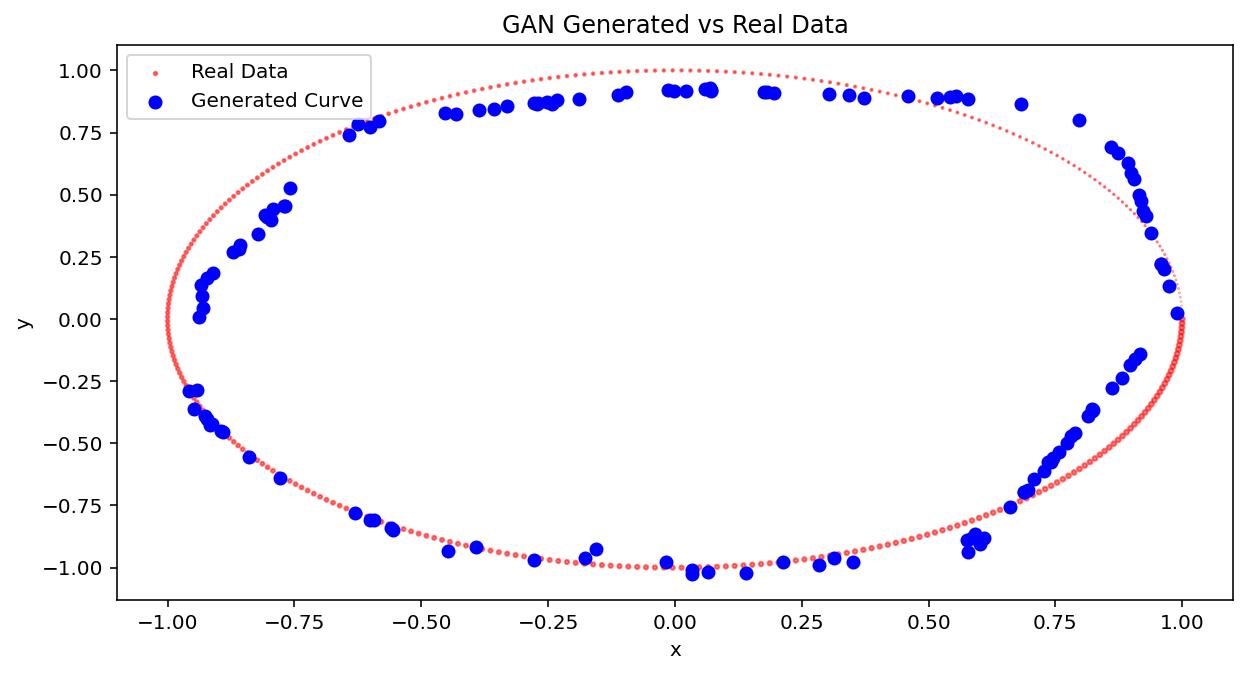 GAN Generated vs Real Data
Real Data
Generated Curve
1.00
0.75
0.50
0.25
0.00
−0.25
−0.50
−0.75
−1.00
y
−1.00 −0.75 −0.50 −0.25 0.00 0.25 0.50 0.75 1.00
x